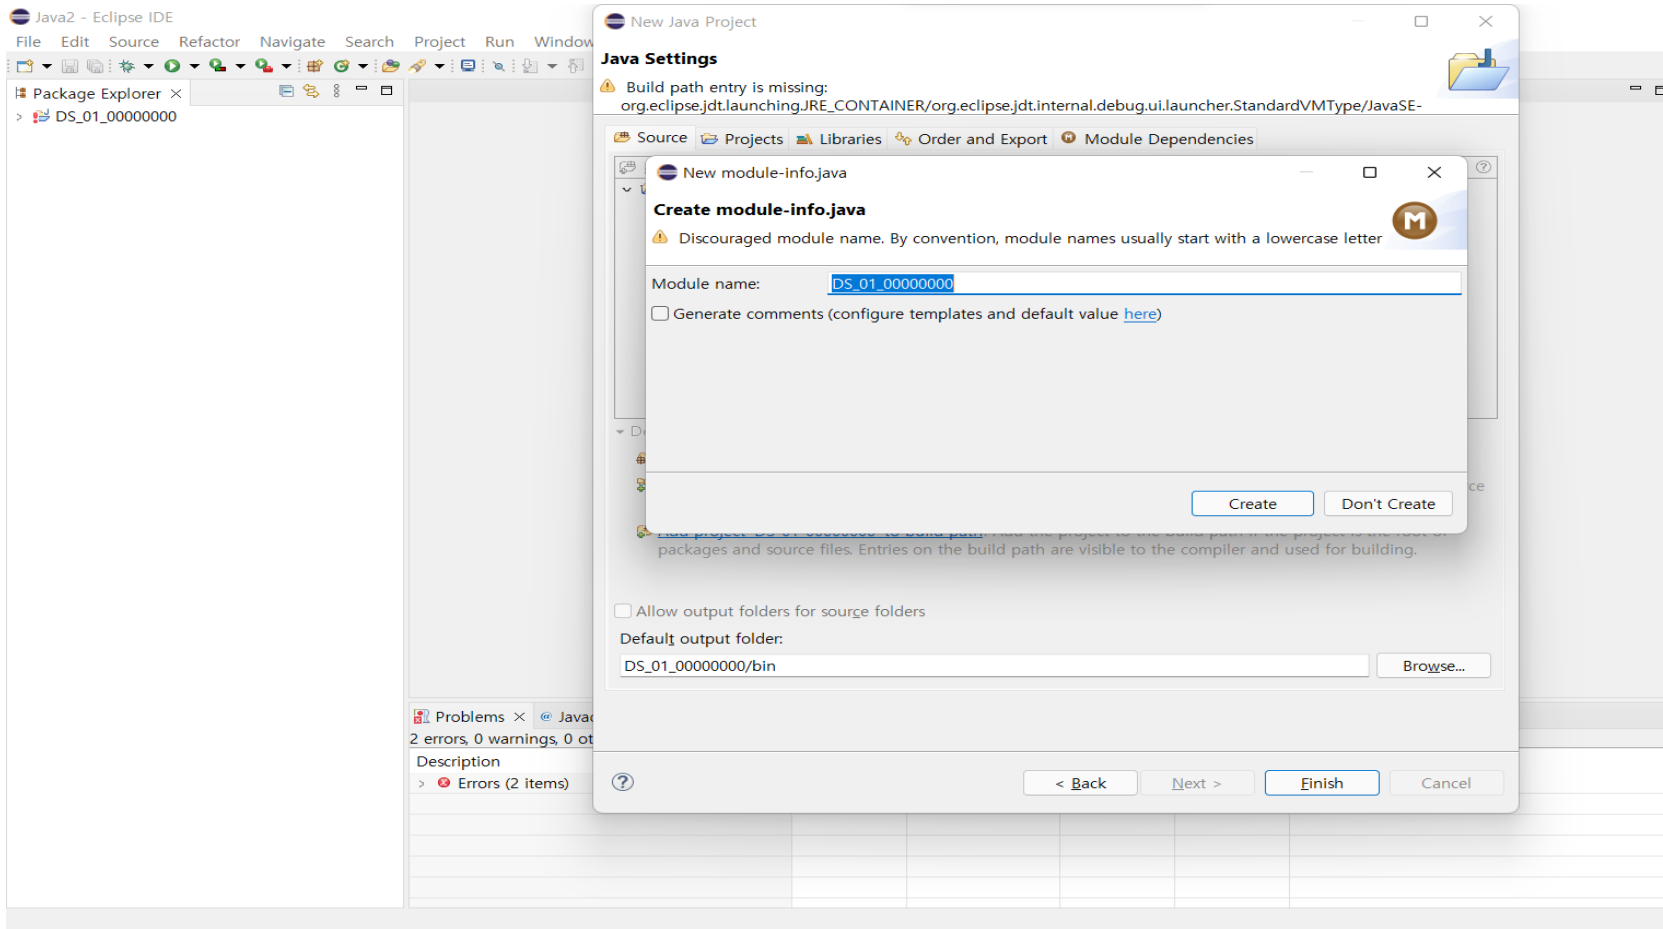 Java2 - Eclipse IDE
File Edit Source Refactor Navigate Search Project Run Window
Package Explorer
DS_01_00000000
New Java Project
Java Settings
Build path entry is missing:
org.eclipse.jdt.launching.JRE_CONTAINER/org.eclipse.jdt.internal.debug.ui.launcher.StandardVMType/JavaSE-
Source Projects Libraries Order and Export Module Dependencies
New module-info.java
Create module-info.java
Discouraged module name. By convention, module names usually start with a lowercase letter
Module name: DS_01_00000000
Generate comments (configure templates and default value here)
Create Don't Create
packages and source files. Entries on the build path are visible to the compiler and used for building.
Allow output folders for source folders
Default output folder:
DS_01_00000000/bin Browse...
Problems
2 errors, 0 warnings, 0 ot
Description
Errors (2 items)
< Back Next > Finish Cancel